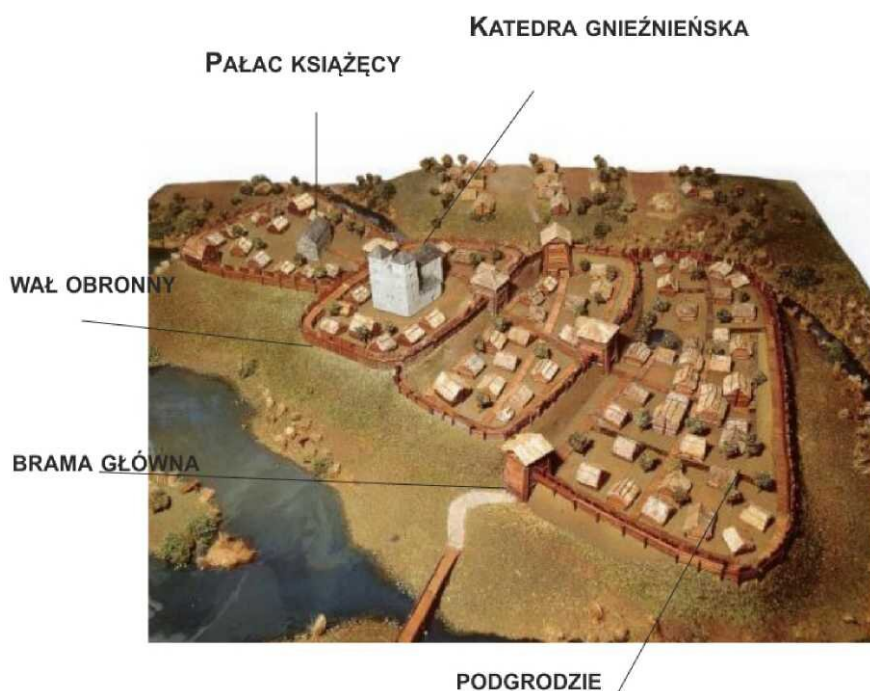 KATEDRA GNIEŹNIEŃSKA
PAŁAC KSIĄŻĘCY
WAŁ OBRONNY
BRAMA GŁÓWNA
PODGRODZIE